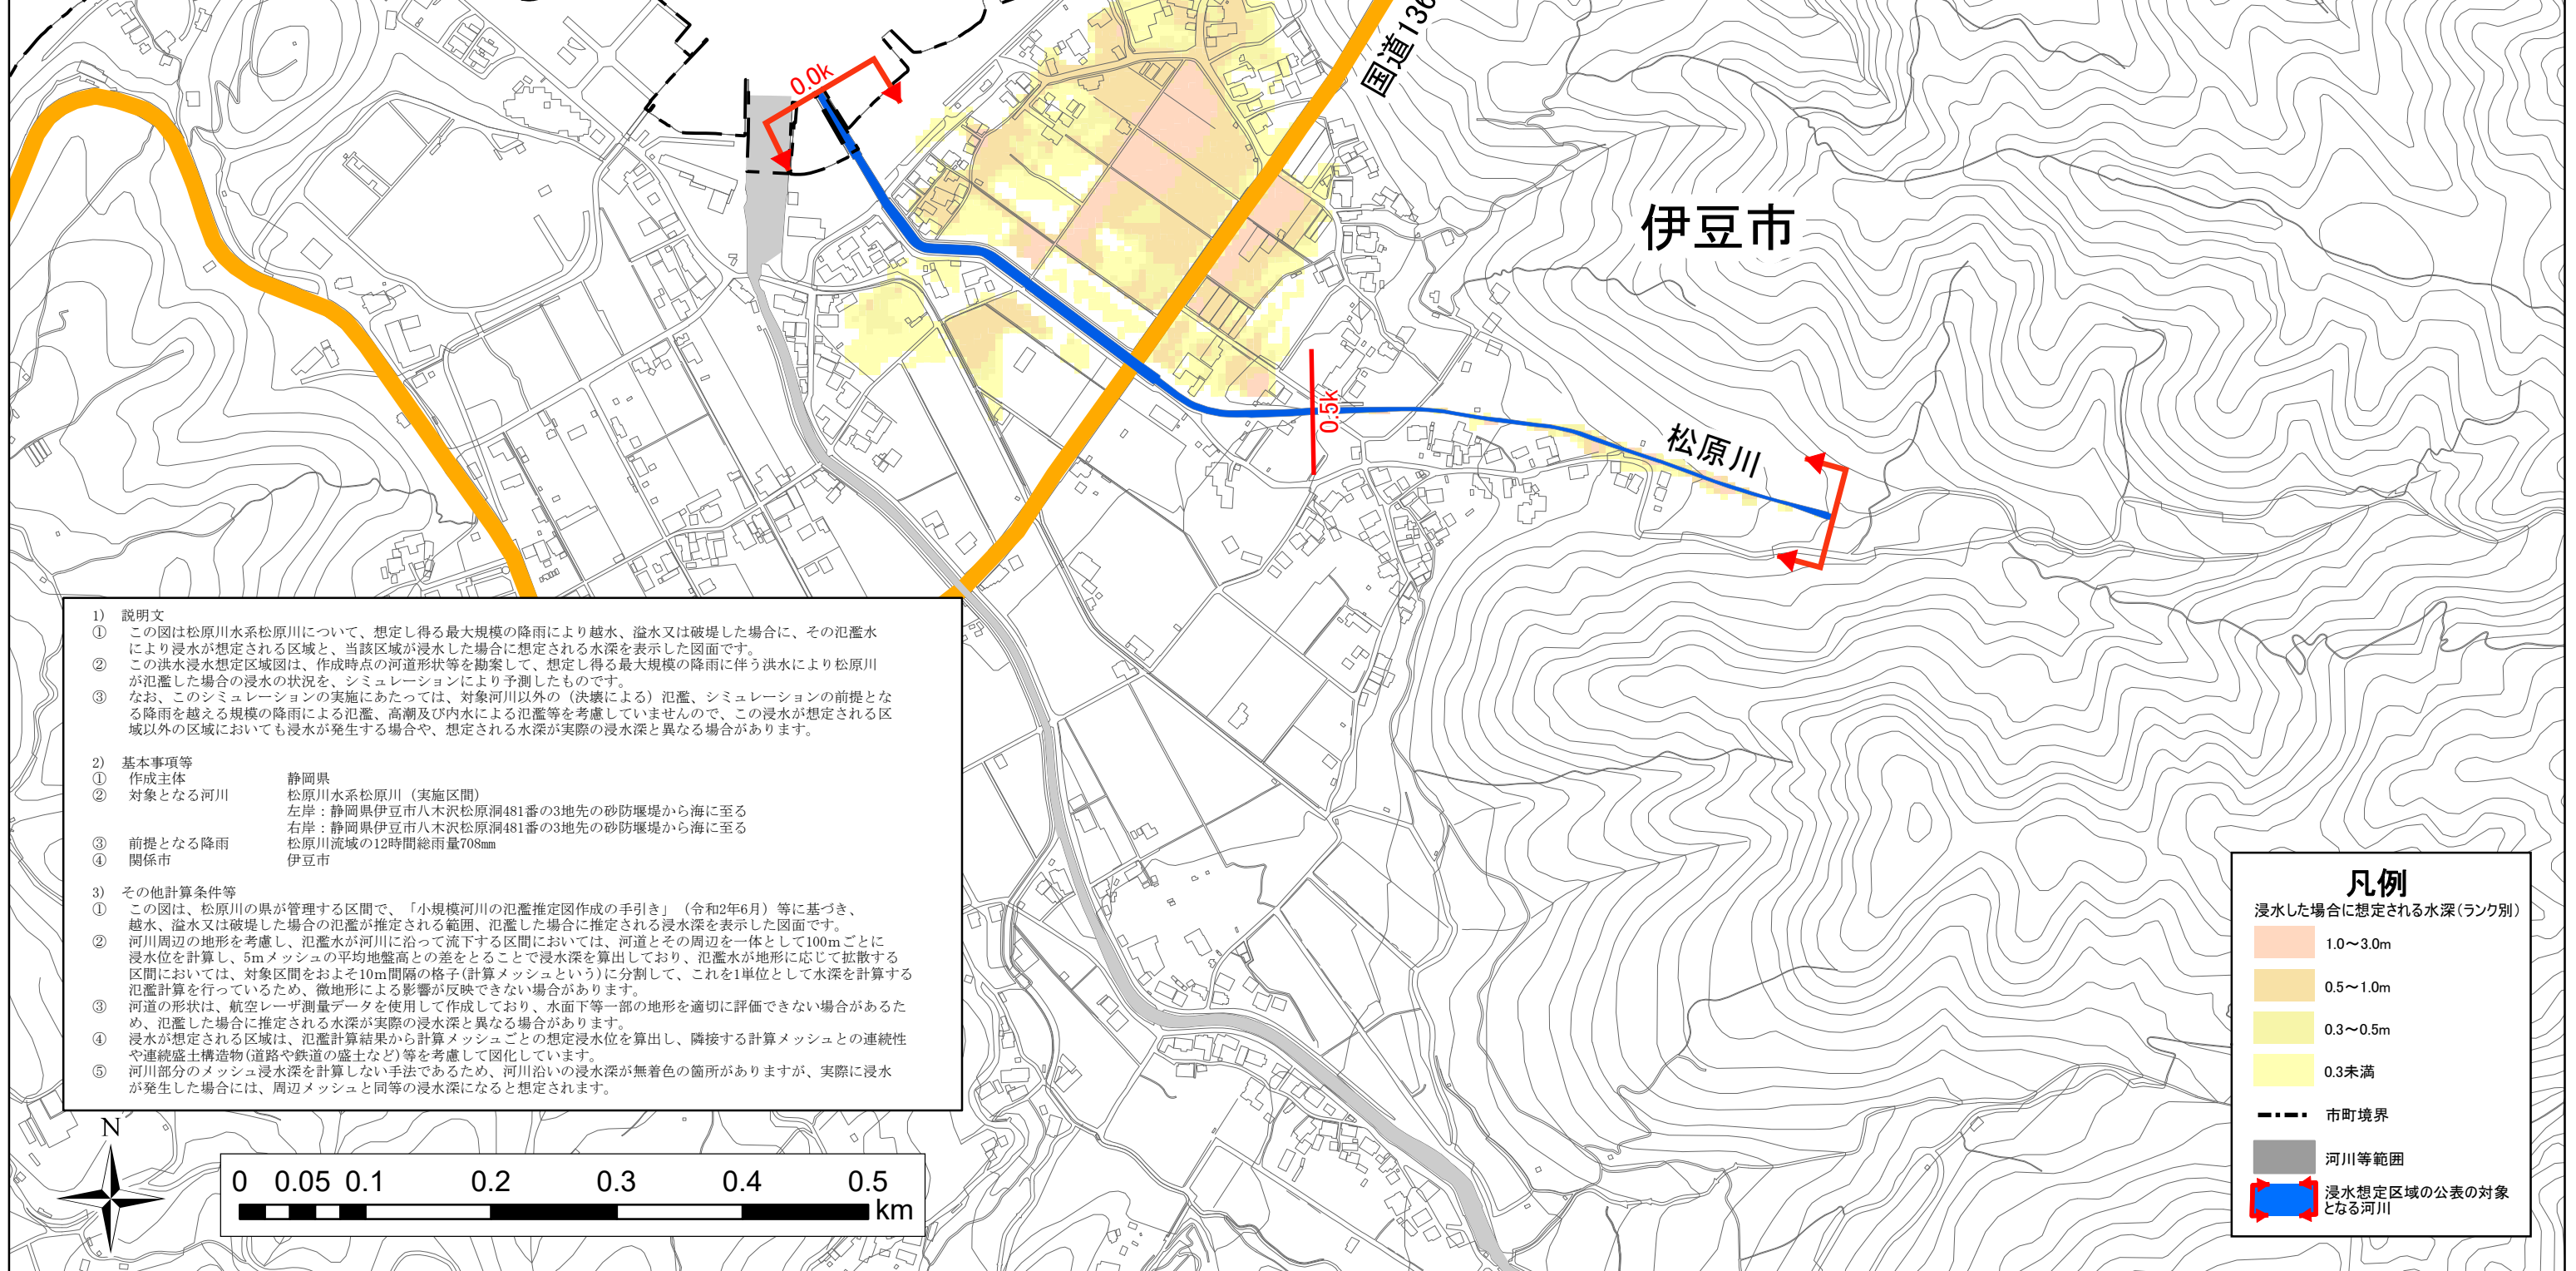 国道136
0.0k
伊豆市
0.5k
松原川
1) 説明文
① この図は松原川水系松原川について、想定し得る最大規模の降雨により越水、溢水又は破堤した場合に、その氾濫水
により浸水が想定される区域と、当該区域が浸水した場合に想定される水深を表示した図面です。
② この洪水浸水想定区域図は、作成時点の河道形状等を勘案して、想定し得る最大規模の降雨に伴う洪水により松原川
が氾濫した場合の浸水の状況を、シミュレーションにより予測したものです。
③ なお、このシミュレーションの実施にあたっては、対象河川以外の（決壊による）氾濫、シミュレーションの前提とな
る降雨を越える規模の降雨による氾濫、高潮及び内水による氾濫等を考慮していませんので、この浸水が想定される区
域以外の区域においても浸水が発生する場合や、想定される水深が実際の浸水深と異なる場合があります。
2) 基本事項等
① 作成主体 静岡県
② 対象となる河川 松原川水系松原川（実施区間）
左岸：静岡県伊豆市八木沢松原洞481番の3地先の砂防堰堤から海に至る
右岸：静岡県伊豆市八木沢松原洞481番の3地先の砂防堰堤から海に至る
③ 前提となる降雨 松原川流域の12時間総雨量708㎜
④ 関係市 伊豆市
3) その他計算条件等
① この図は、松原川の県が管理する区間で、「小規模河川の氾濫推定図作成の手引き」（令和2年6月）等に基づき、
越水、溢水又は破堤した場合の氾濫が推定される範囲、氾濫した場合に推定される浸水深を表示した図面です。
② 河川周辺の地形を考慮し、氾濫水が河川に沿って流下する区間においては、河道とその周辺を一体として100mごとに
浸水位を計算し、5mメッシュの平均地盤高との差をとることで浸水深を算出しており、氾濫水が地形に応じて拡散する
区間においては、対象区間をおよそ10m間隔の格子(計算メッシュという)に分割して、これを1単位として水深を計算する
氾濫計算を行っているため、微地形による影響が反映できない場合があります。
③ 河道の形状は、航空レーザ測量データを使用して作成しており、水面下等一部の地形を適切に評価できない場合があるた
め、氾濫した場合に推定される水深が実際の浸水深と異なる場合があります。
④ 浸水が想定される区域は、氾濫計算結果から計算メッシュごとの想定浸水位を算出し、隣接する計算メッシュとの連続性
や連続盛土構造物(道路や鉄道の盛土など)等を考慮して図化しています。
⑤ 河川部分のメッシュ浸水深を計算しない手法であるため、河川沿いの浸水深が無着色の箇所がありますが、実際に浸水
が発生した場合には、周辺メッシュと同等の浸水深になると想定されます。
N
0 0.05 0.1 0.2 0.3 0.4 0.5
km
凡例
浸水した場合に想定される水深(ランク別)
1.0～3.0m
0.5～1.0m
0.3～0.5m
0.3未満
市町境界
河川等範囲
浸水想定区域の公表の対象
となる河川